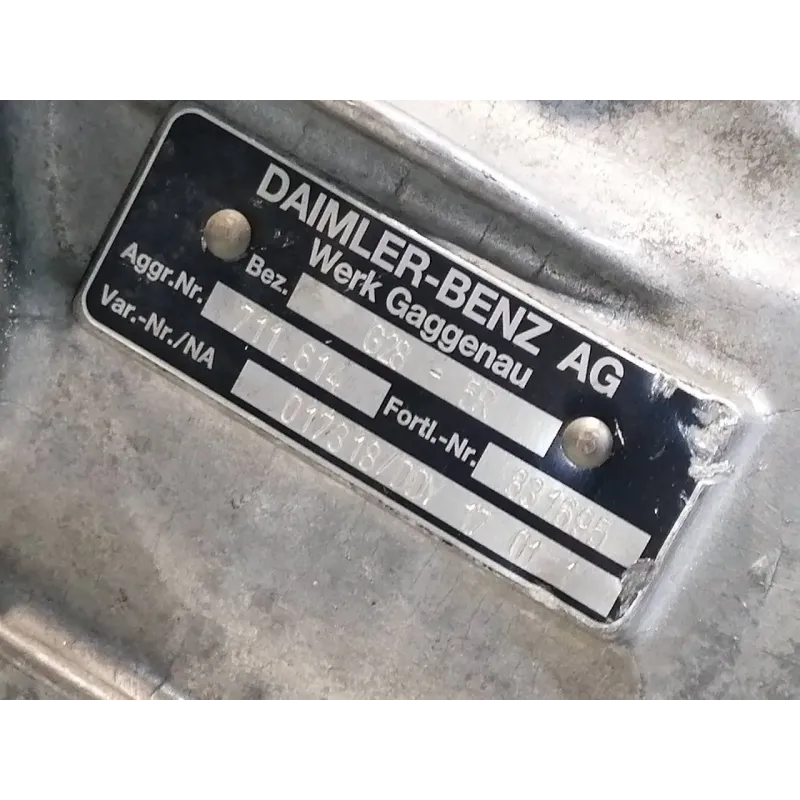 DAIMLER-BENZ AG
Werk Gaggenau
Bez. G28 - 5R
Aggr.Nr. 711.614 Fortl.-Nr. 831695
Var.-Nr./NA 017318/DDY 17 01